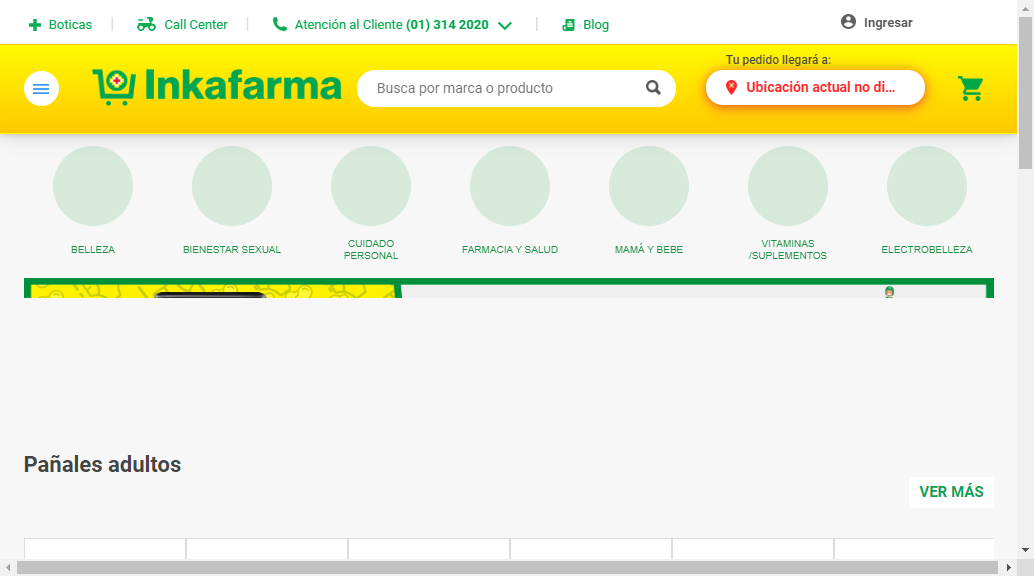 Boticas
Call Center
Atención al Cliente (01) 314 2020
Blog
Ingresar
Inkafarma
Busca por marca o producto
Tu pedido llegará a:
Ubicación actual no di...
BELLEZA
BIENESTAR SEXUAL
CUIDADO
PERSONAL
FARMACIA Y SALUD
MAMÁ Y BEBE
VITAMINAS
/SUPLEMENTOS
ELECTROBELLEZA
Pañales adultos
VER MÁS